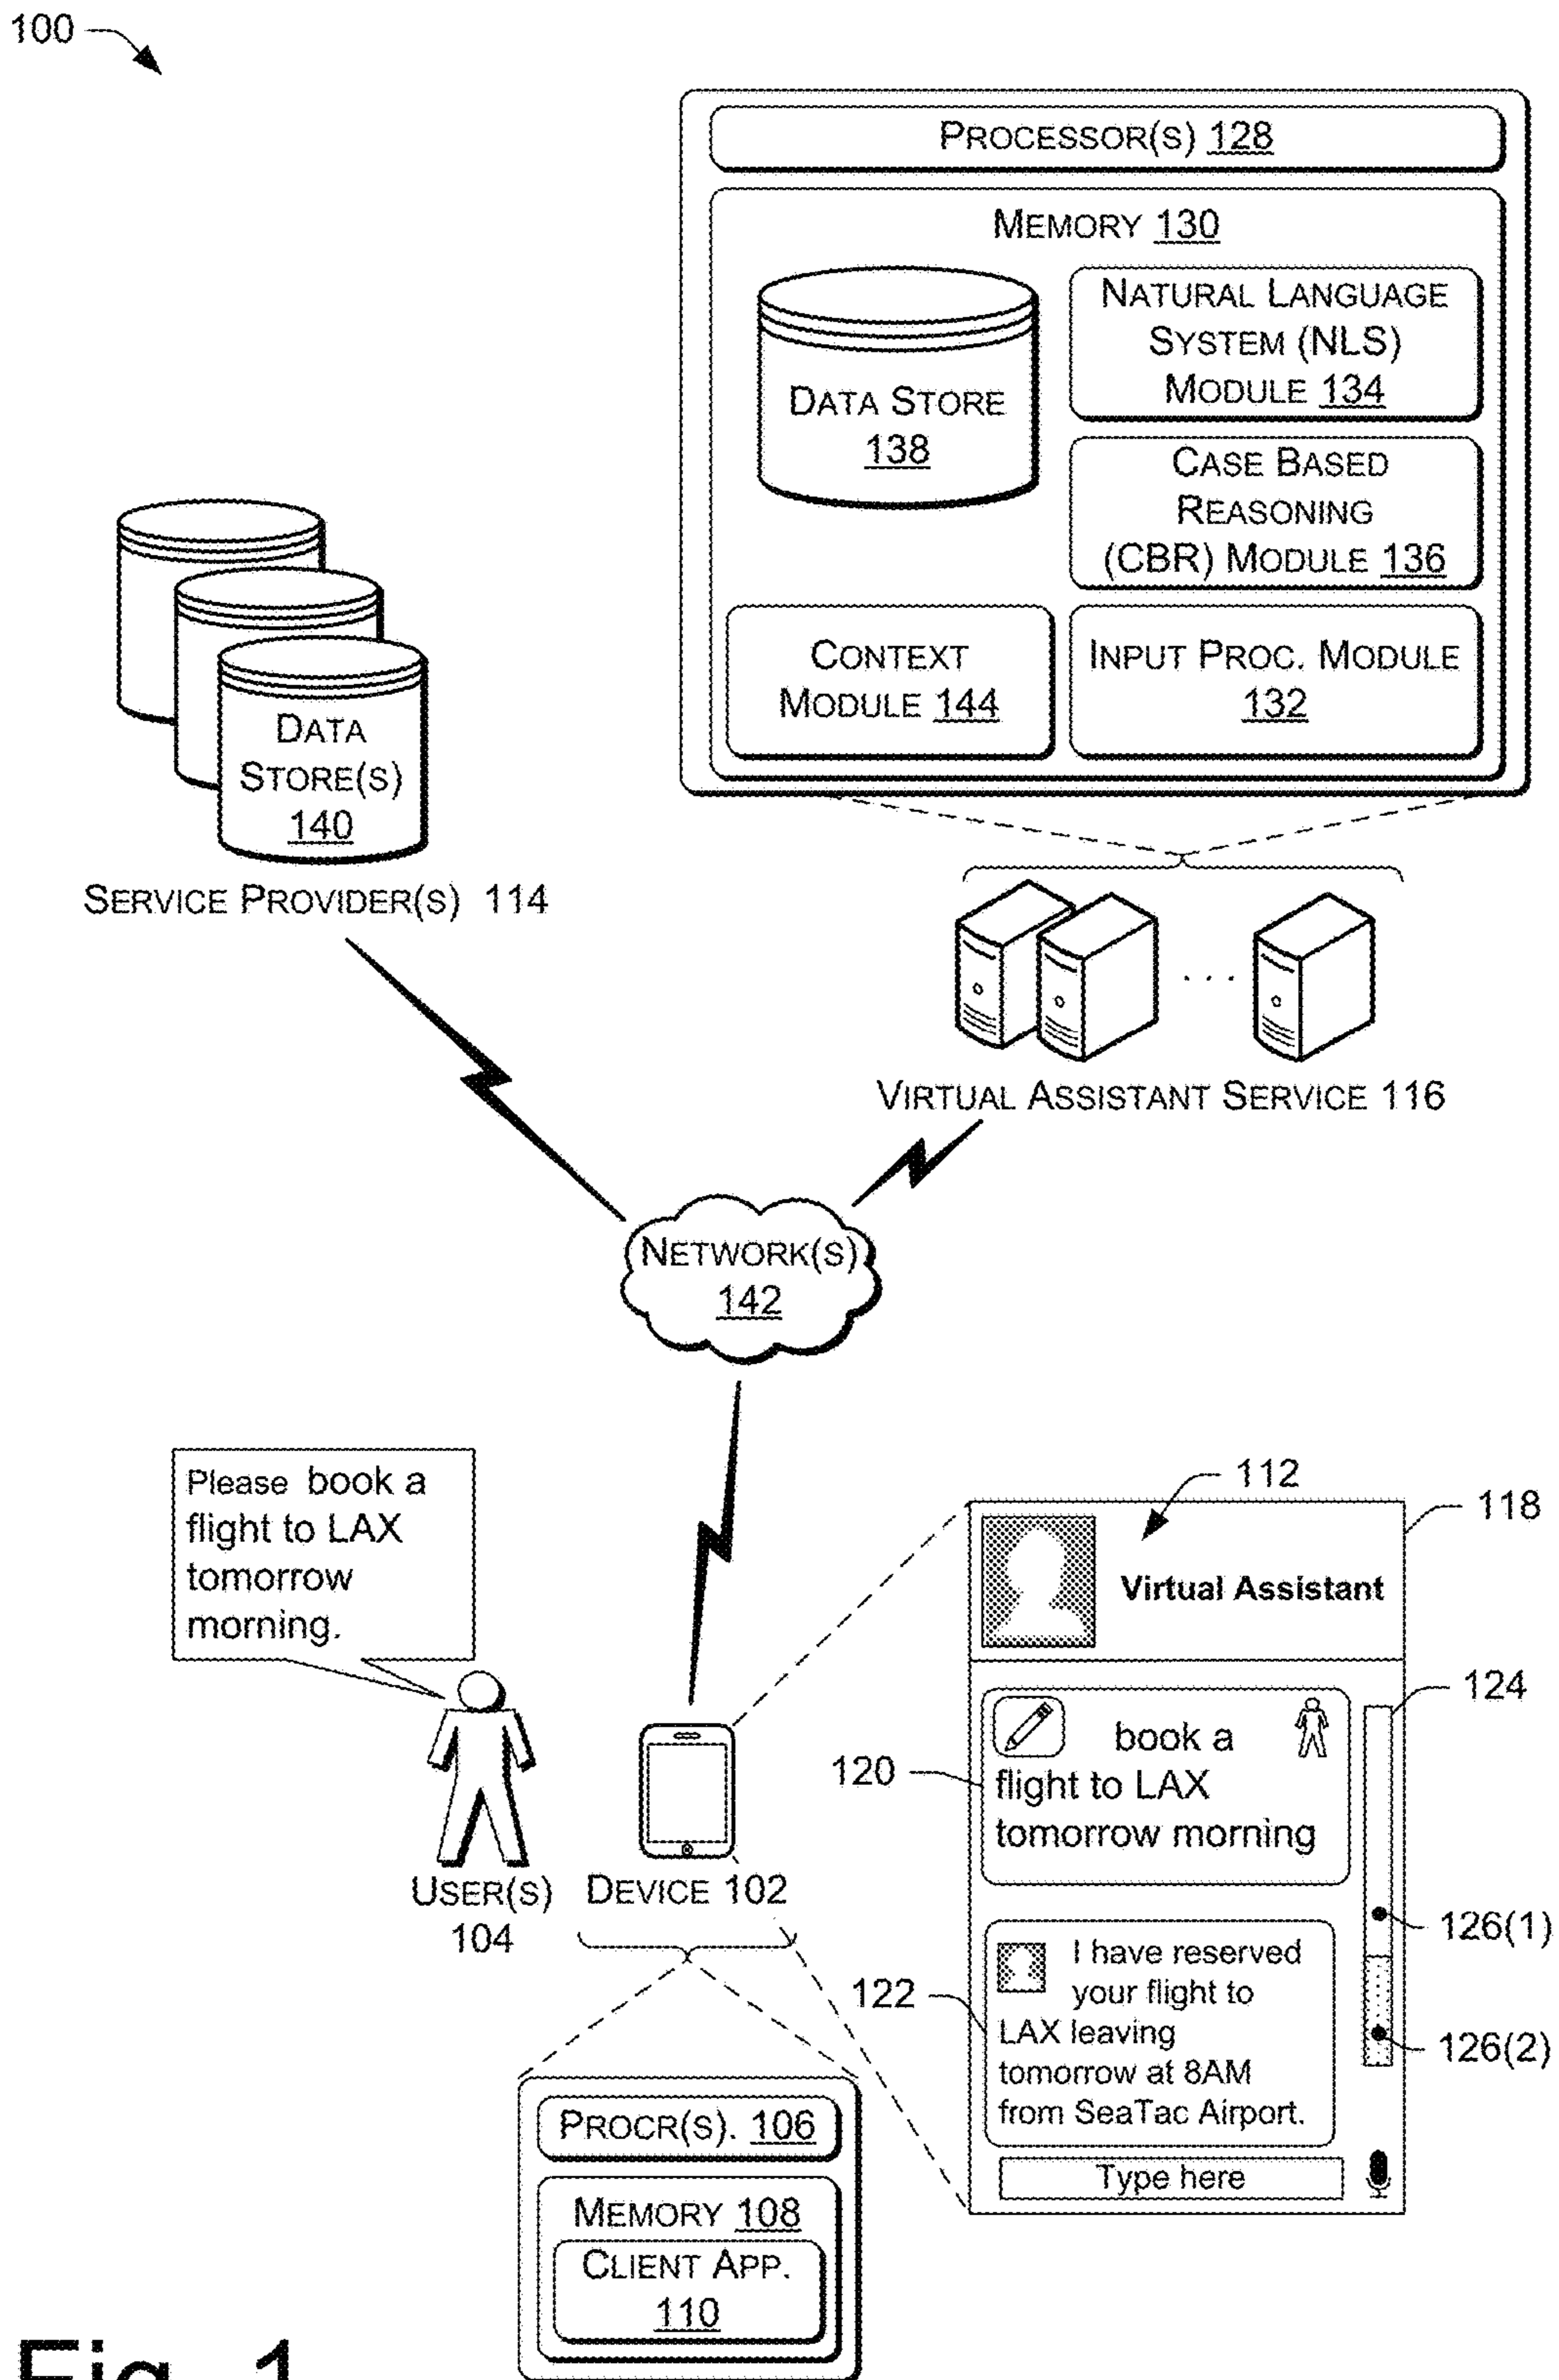 100
PROCESSOR(S) 128
MEMORY 130
DATA STORE
138
NATURAL LANGUAGE
SYSTEM (NLS)
MODULE 134
CASE BASED
REASONING
(CBR) MODULE 136
CONTEXT
MODULE 144
INPUT PROC. MODULE
132
DATA
STORE(S)
140
SERVICE PROVIDER(S) 114
VIRTUAL ASSISTANT SERVICE 116
NETWORK(S)
142
Please book a
flight to LAX
tomorrow
morning.
USER(S)
104
DEVICE 102
112
118
Virtual Assistant
124
120
book a
flight to LAX
tomorrow morning
126(1)
122
I have reserved
your flight to
LAX leaving
tomorrow at 8AM
from SeaTac Airport.
126(2)
Type here
PROCR(S). 106
MEMORY 108
CLIENT APP.
110
Fig. 1